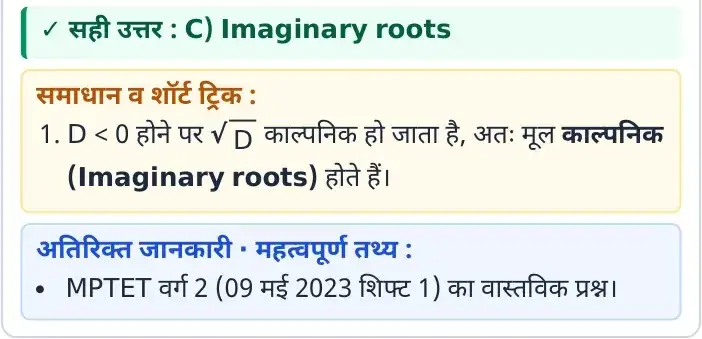 ✓ सही उत्तर : C) Imaginary roots
समाधान व शॉर्ट ट्रिक :
1. D < 0 होने पर √D काल्पनिक हो जाता है, अतः मूल काल्पनिक
(Imaginary roots) होते हैं।
अतिरिक्त जानकारी · महत्वपूर्ण तथ्य :
• MPTET वर्ग 2 (09 मई 2023 शिफ्ट 1) का वास्तविक प्रश्न।